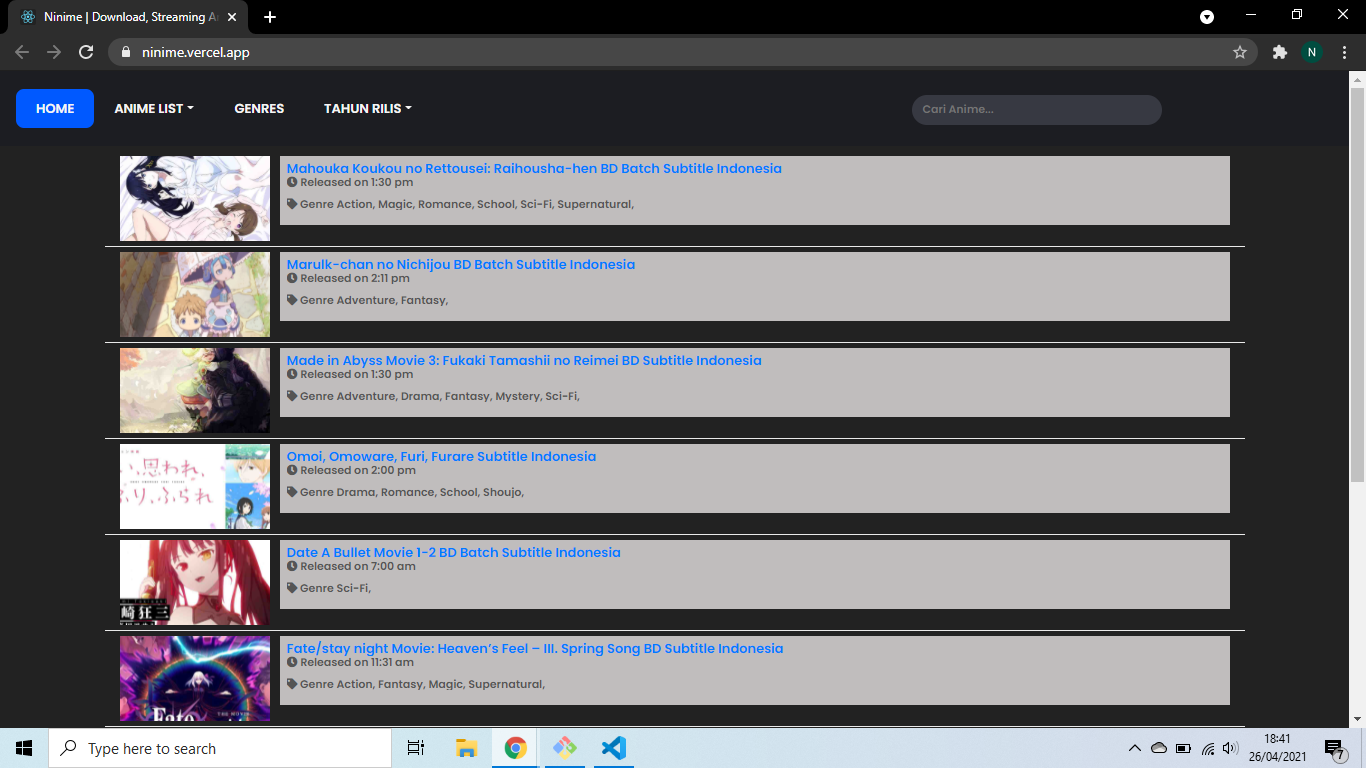 Ninime | Download, Streaming A
ninime.vercel.app
N
HOME
ANIME LIST
GENRES
TAHUN RILIS
Cari Anime...
Mahouka Koukou no Rettousei: Raihousha-hen BD Batch Subtitle Indonesia
Released on 1:30 pm
Genre Action, Magic, Romance, School, Sci-Fi, Supernatural,
Marulk-chan no Nichijou BD Batch Subtitle Indonesia
Released on 2:11 pm
Genre Adventure, Fantasy,
Made in Abyss Movie 3: Fukaki Tamashii no Reimei BD Subtitle Indonesia
Released on 1:30 pm
Genre Adventure, Drama, Fantasy, Mystery, Sci-Fi,
い、思われ、
ふり、ふられ
Omoi, Omoware, Furi, Furare Subtitle Indonesia
Released on 2:00 pm
Genre Drama, Romance, School, Shoujo,
崎狂三
Date A Bullet Movie 1-2 BD Batch Subtitle Indonesia
Released on 7:00 am
Genre Sci-Fi,
Fate
THE MOVIE
Fate/stay night Movie: Heaven’s Feel – III. Spring Song BD Subtitle Indonesia
Released on 11:31 am
Genre Action, Fantasy, Magic, Supernatural,
Type here to search
18:41
26/04/2021
7